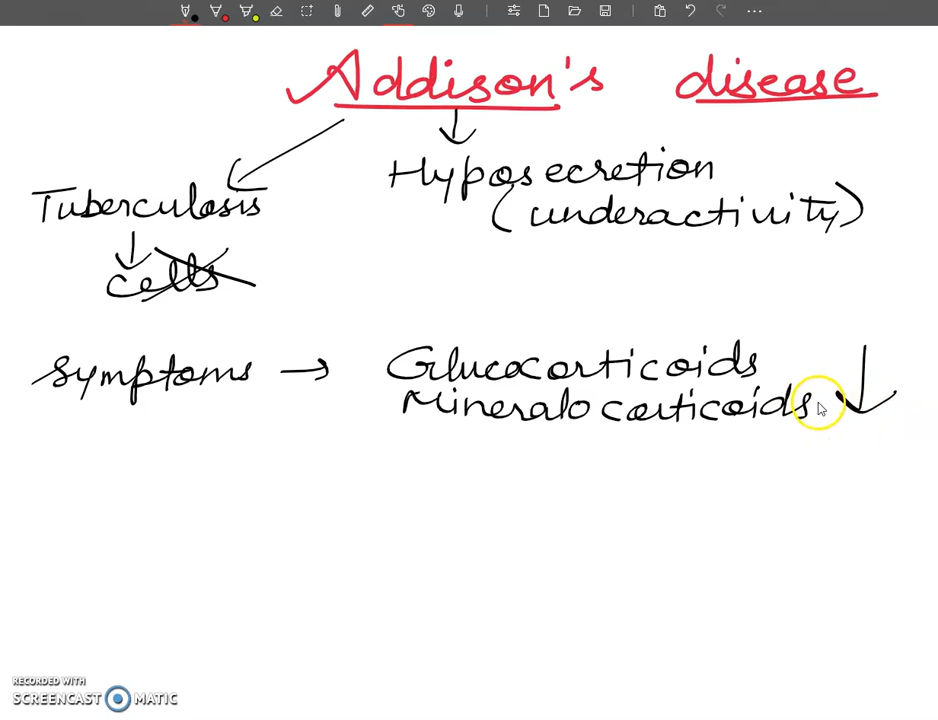 Addison's disease
Hyposecretion
(underactivity)
Tuberculosis
cells
Symptoms → Glucocorticoids
Mineralocorticoids
RECORDED WITH
SCREENCAST MATIC